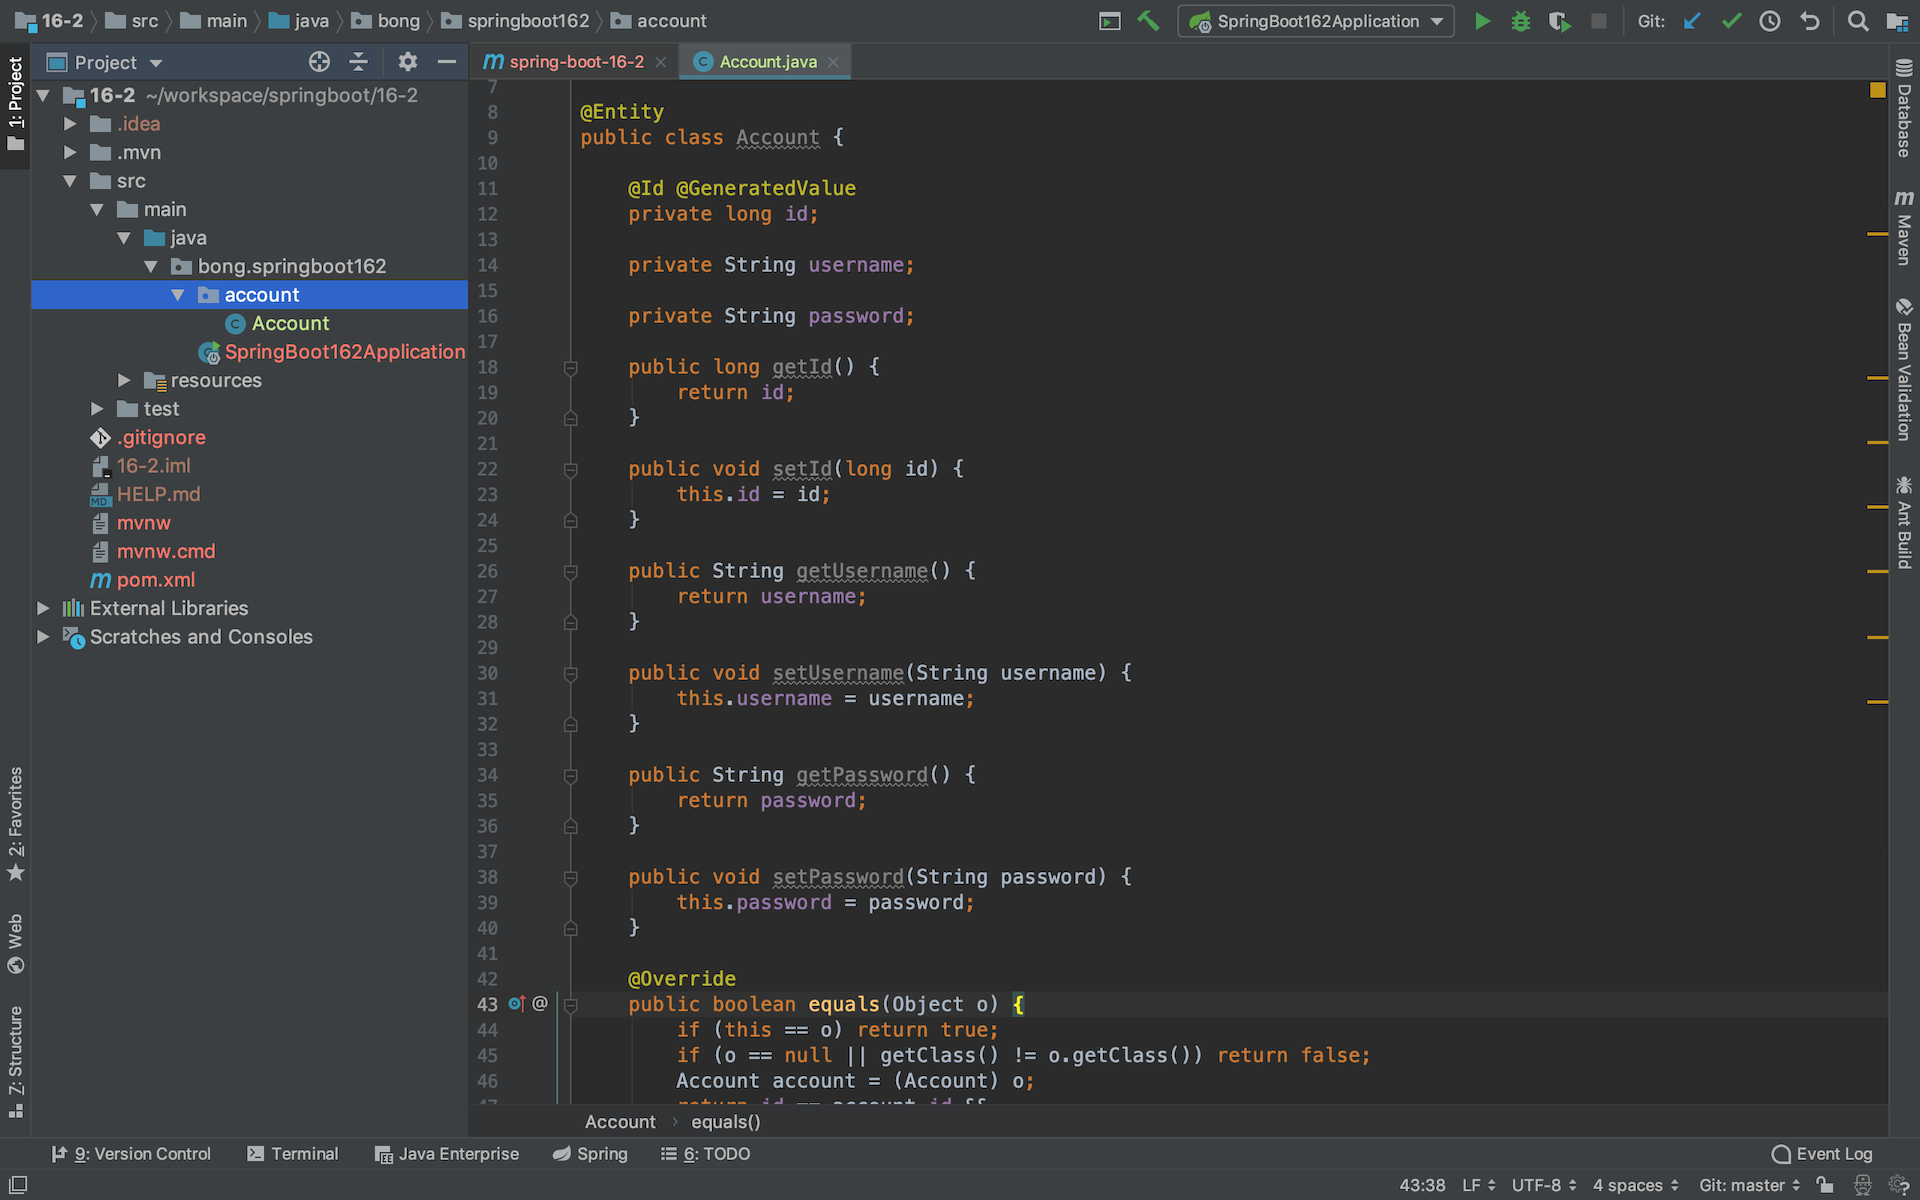 16-2 src main java bong springboot162 account
SpringBoot162Application Git:
1: Project
2: Favorites
Web
Z: Structure
Project
16-2 ~/workspace/springboot/16-2
.idea
.mvn
src
main
java
bong.springboot162
account
Account
SpringBoot162Application
resources
test
.gitignore
16-2.iml
HELP.md
mvnw
mvnw.cmd
pom.xml
External Libraries
Scratches and Consoles
spring-boot-16-2 Account.java
7
8 @Entity
9 public class Account {
10
11 @Id @GeneratedValue
12 private long id;
13
14 private String username;
15
16 private String password;
17
18 public long getId() {
19 return id;
20 }
21
22 public void setId(long id) {
23 this.id = id;
24 }
25
26 public String getUsername() {
27 return username;
28 }
29
30 public void setUsername(String username) {
31 this.username = username;
32 }
33
34 public String getPassword() {
35 return password;
36 }
37
38 public void setPassword(String password) {
39 this.password = password;
40 }
41
42 @Override
43 public boolean equals(Object o) {
44 if (this == o) return true;
45 if (o == null || getClass() != o.getClass()) return false;
46 Account account = (Account) o;
47 return id == account.id &&
Account equals()
Database
Maven
Bean Validation
Ant Build
9: Version Control Terminal Java Enterprise Spring 6: TODO Event Log
43:38 LF UTF-8 4 spaces Git: master